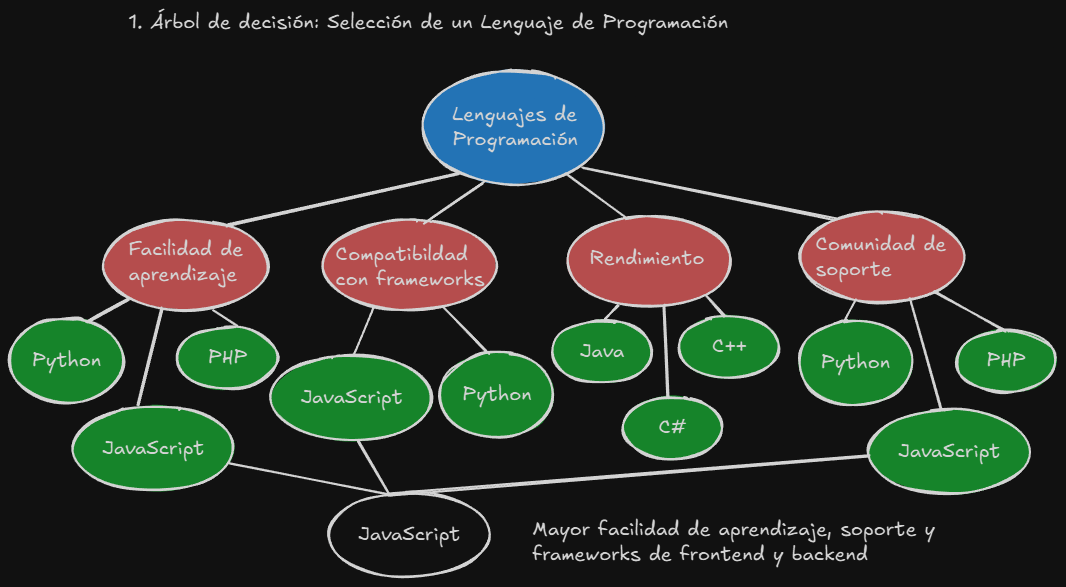 1. Árbol de decisión: Selección de un Lenguaje de Programación
Lenguajes de
Programación
Facilidad de
aprendizaje
Compatibildad
con frameworks
Rendimiento
Comunidad de
soporte
Python
PHP
JavaScript
JavaScript
Python
Java
C++
C#
Python
PHP
JavaScript
JavaScript
Mayor facilidad de aprendizaje, soporte y
frameworks de frontend y backend